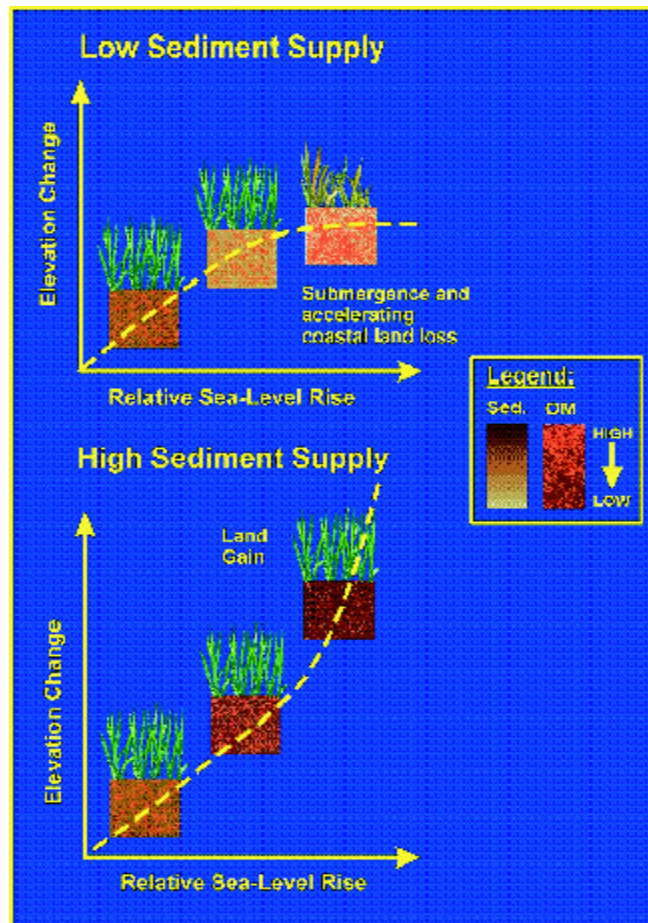 Low Sediment Supply
Elevation Change
Submergence and
accelerating
coastal land loss
Relative Sea-Level Rise
Legend:
Sed. OM
HIGH
LOW
High Sediment Supply
Land
Gain
Elevation Change
Relative Sea-Level Rise